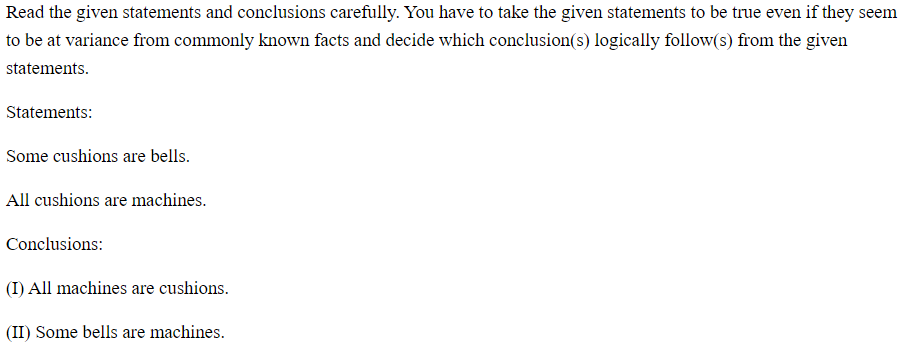 Read the given statements and conclusions carefully. You have to take the given statements to be true even if they seem
to be at variance from commonly known facts and decide which conclusion(s) logically follow(s) from the given
statements.
Statements:
Some cushions are bells.
All cushions are machines.
Conclusions:
(I) All machines are cushions.
(II) Some bells are machines.